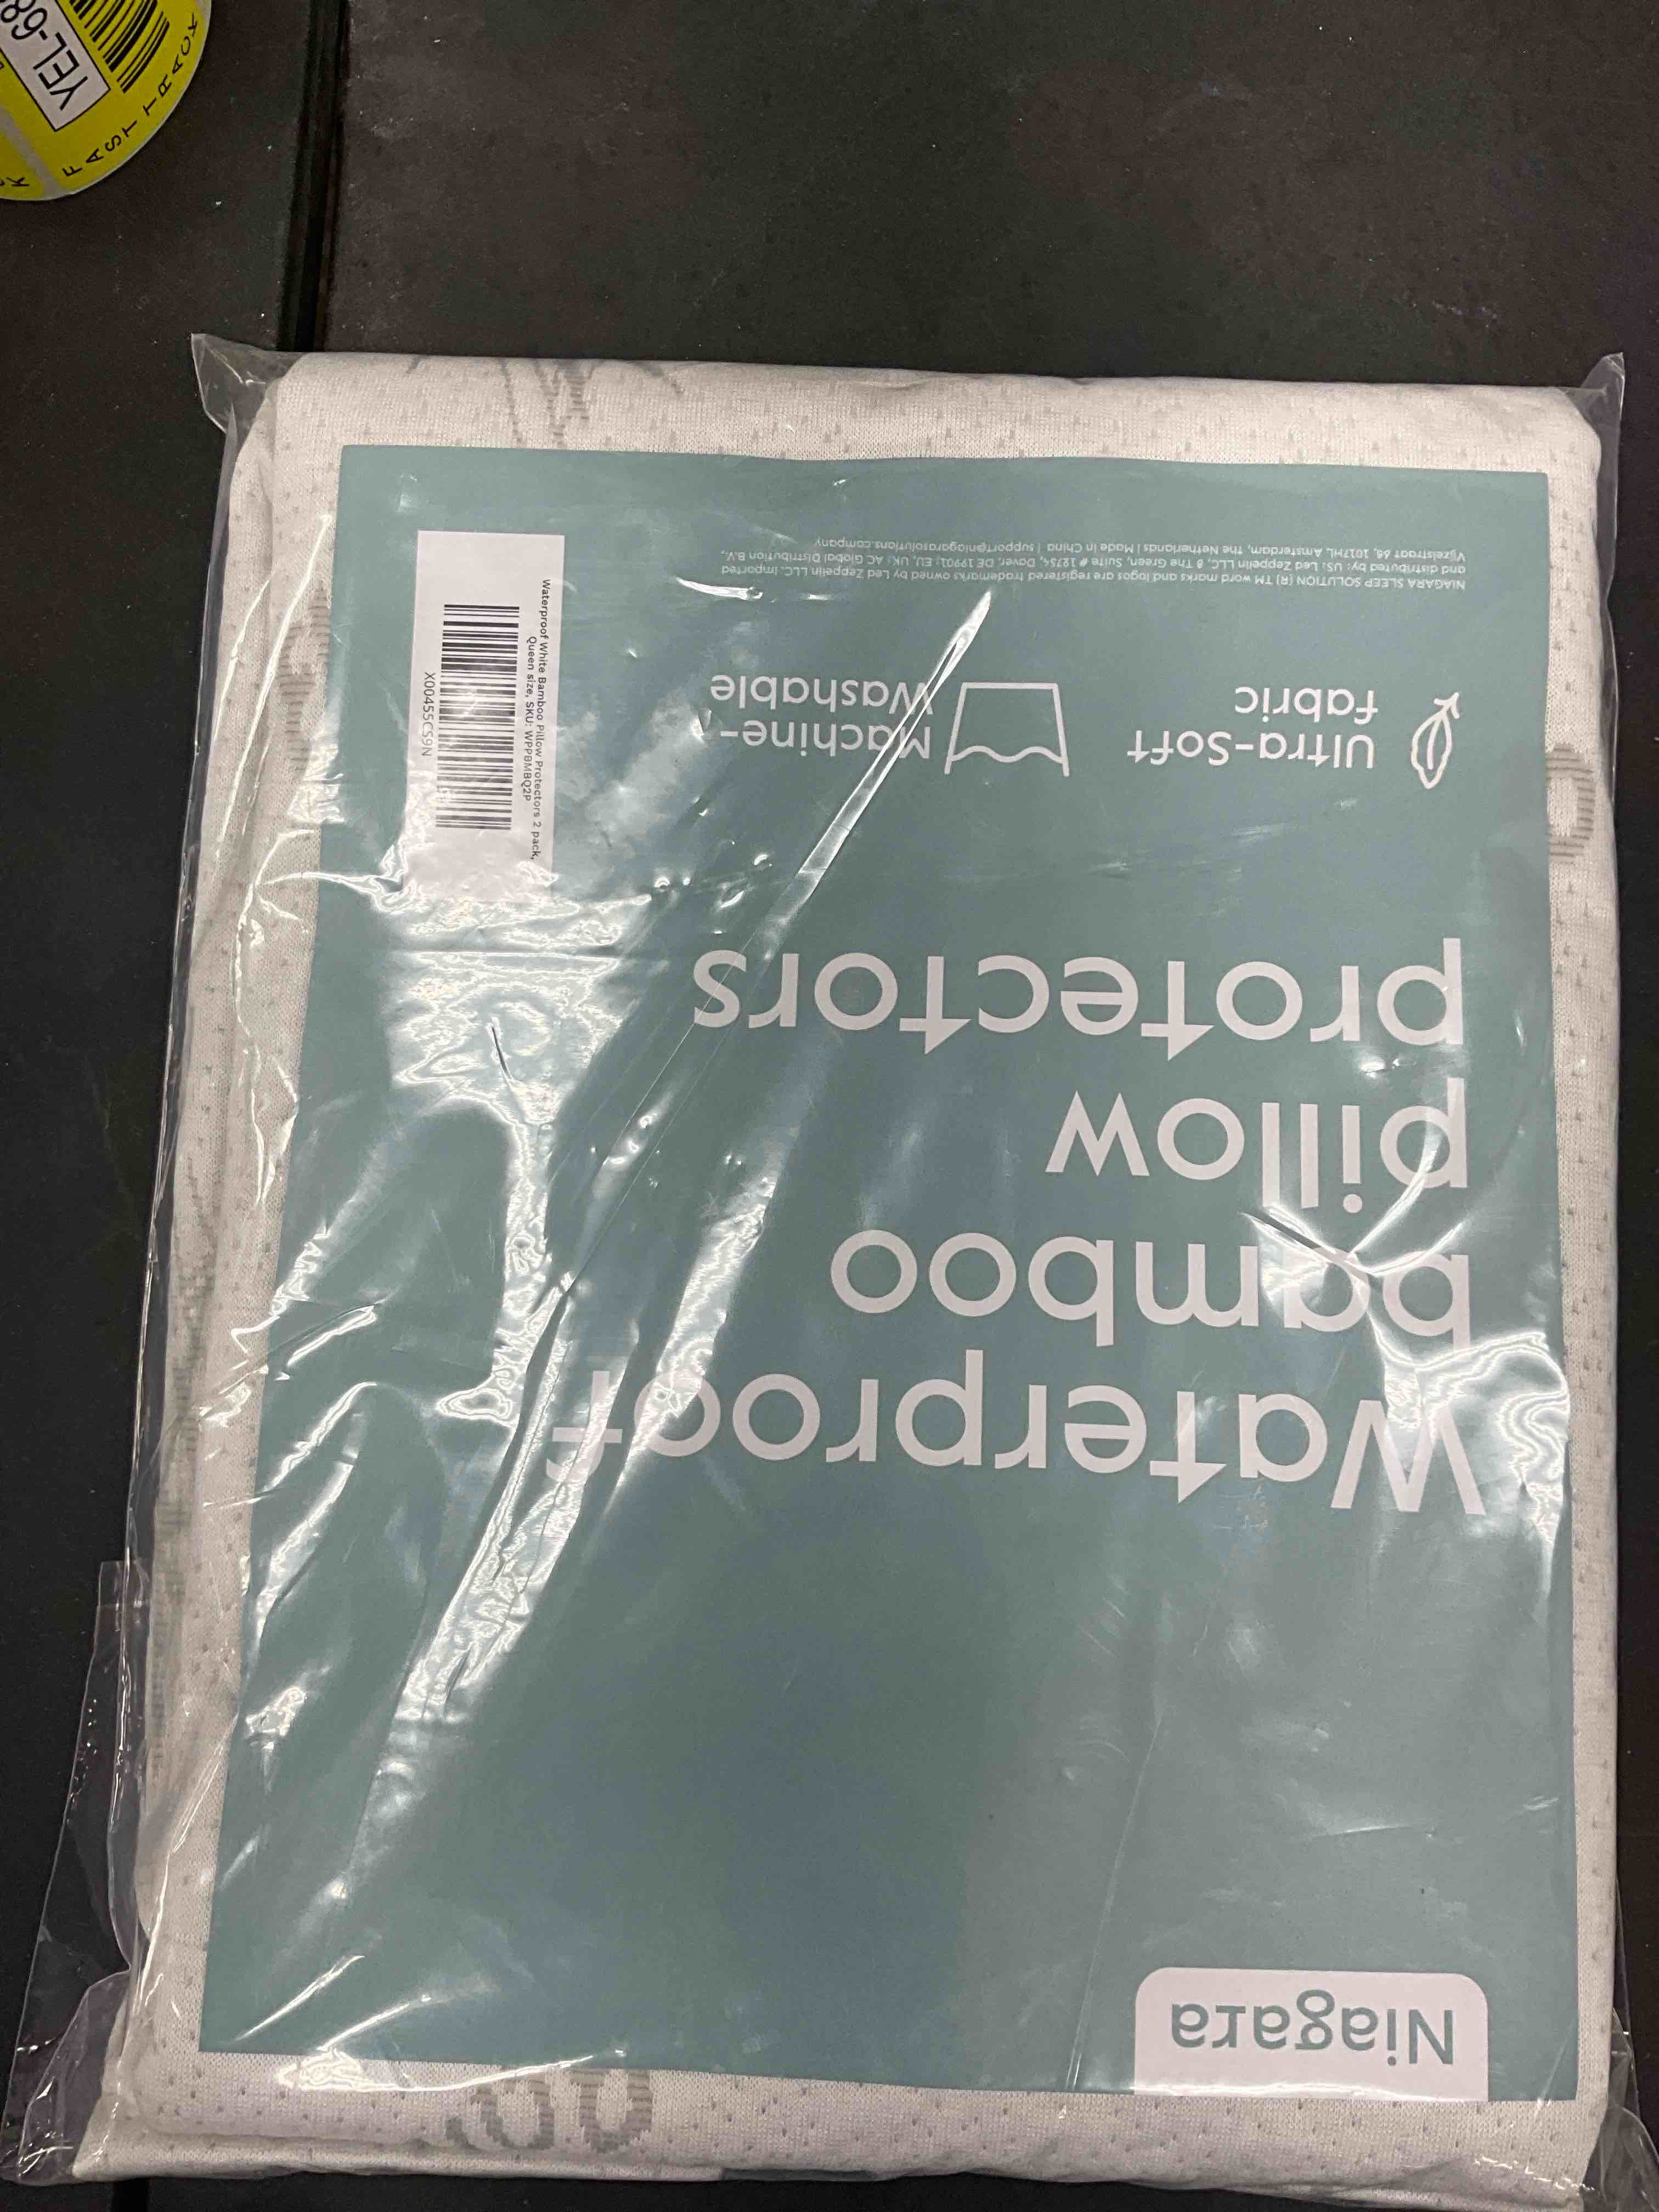 Niagara
Waterproof
bamboo
pillow
protectors
Ultra-Soft
fabric
Machine-
Washable
NIAGARA SLEEP SOLUTION (R) TM word marks and logos are registered trademarks owned by Led Zeppelin LLC. Imported
and distributed by: US: Led Zeppelin LLC, 8 The Green, Suite # 18754, Dover, DE 19901; EU, UK: AC Global Distribution B.V.,
Vijzelstraat 68, 1017HL Amsterdam, the Netherlands | Made in China | support@niagarasolutions.company
Waterproof White Bamboo Pillow Protectors 2 pack,
Queen size, SKU: WPPBMBQ2P
X00455CS9N
YEL-68
FAST TRACK